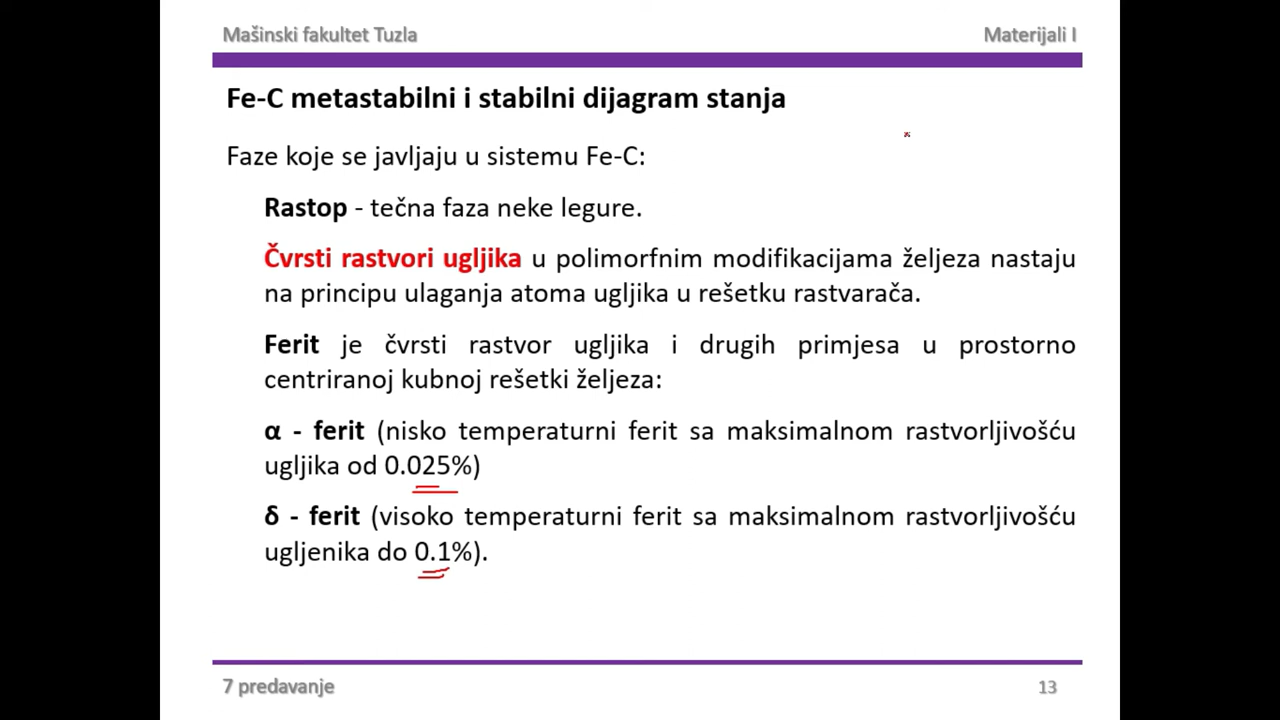 Mašinski fakultet Tuzla
Materijali I
Fe-C metastabilni i stabilni dijagram stanja
Faze koje se javljaju u sistemu Fe-C:
Rastop - tečna faza neke legure.
Čvrsti rastvori ugljika u polimorfnim modifikacijama željeza nastaju
na principu ulaganja atoma ugljika u rešetku rastvarača.
Ferit je čvrsti rastvor ugljika i drugih primjesa u prostorno
centriranoj kubnoj rešetki željeza:
α - ferit (nisko temperaturni ferit sa maksimalnom rastvorljivošću
ugljika od 0.025%)
δ - ferit (visoko temperaturni ferit sa maksimalnom rastvorljivošću
ugljenika do 0.1%).
7 predavanje
13